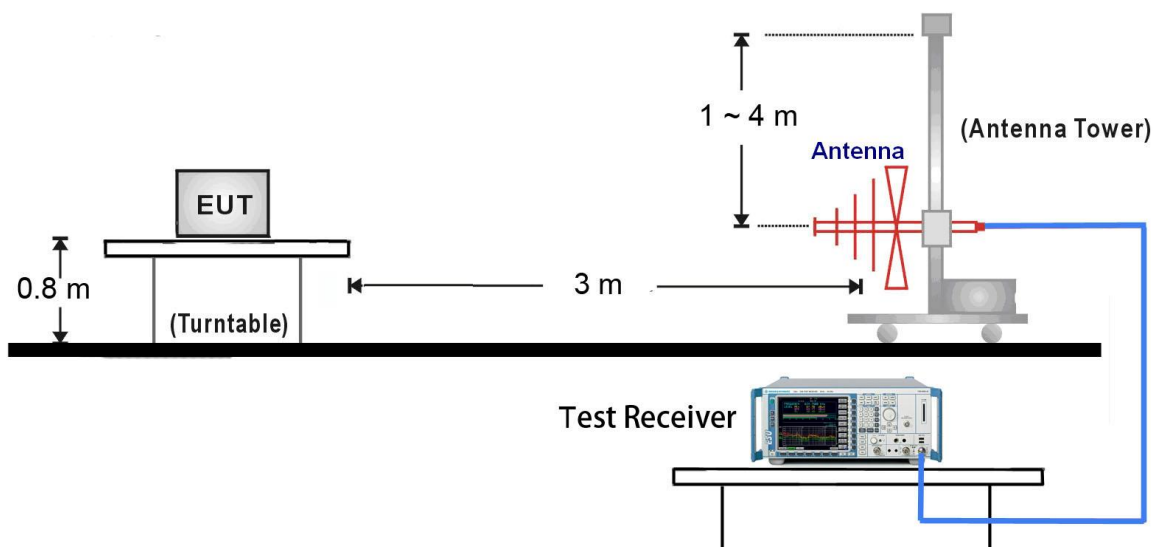 1 ~ 4 m
(Antenna Tower)
Antenna
EUT
0.8 m
3 m
(Turntable)
Test Receiver